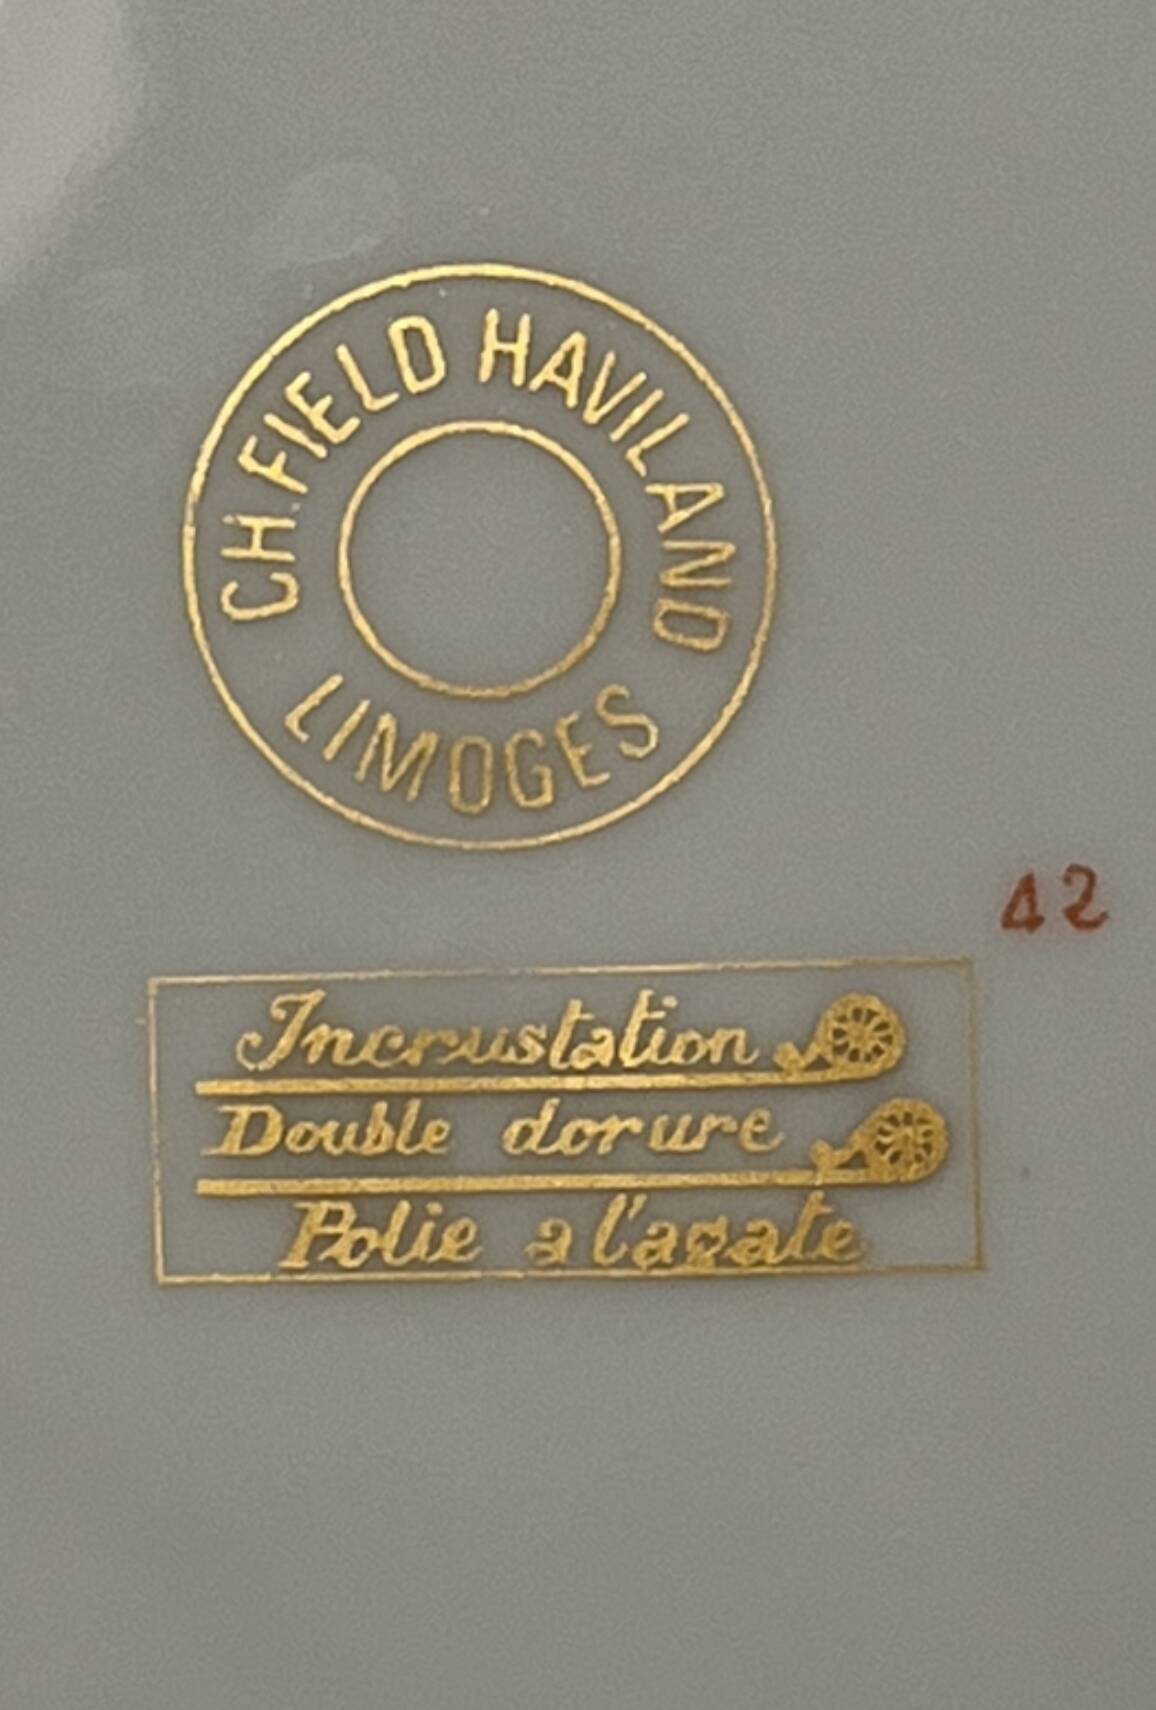 CH.FIELD HAVILAND
LIMOGES
42
Incrustation
Double dorure
Polie a l'agate